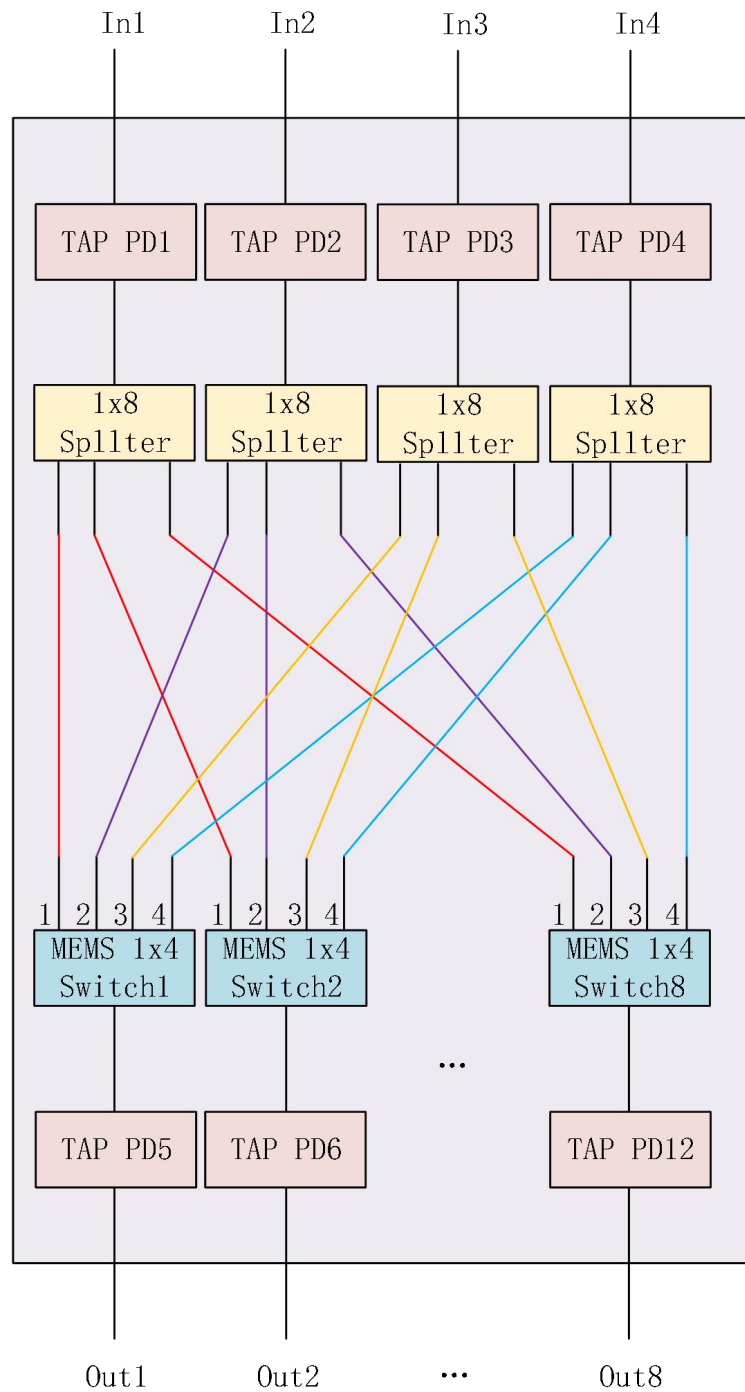 In1 In2 In3 In4
TAP PD1 TAP PD2 TAP PD3 TAP PD4
1x8 1x8 1x8 1x8
Spllter Spllter Spllter Spllter
1 2 3 4 1 2 3 4 1 2 3 4
MEMS 1x4 MEMS 1x4 MEMS 1x4
Switch1 Switch2 Switch8
...
TAP PD5 TAP PD6 TAP PD12
Out1 Out2 ... Out8